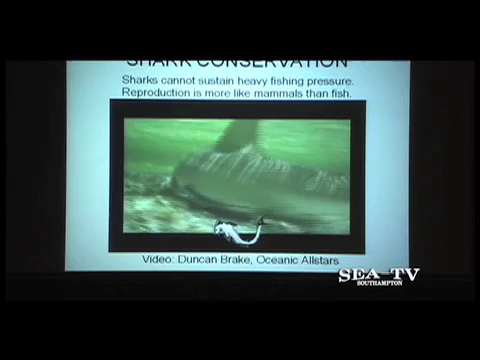 SHARK CONSERVATION
Sharks cannot sustain heavy fishing pressure.
Reproduction is more like mammals than fish.
Video: Duncan Brake, Oceanic Allstars
SEA TV
SOUTHAMPTON